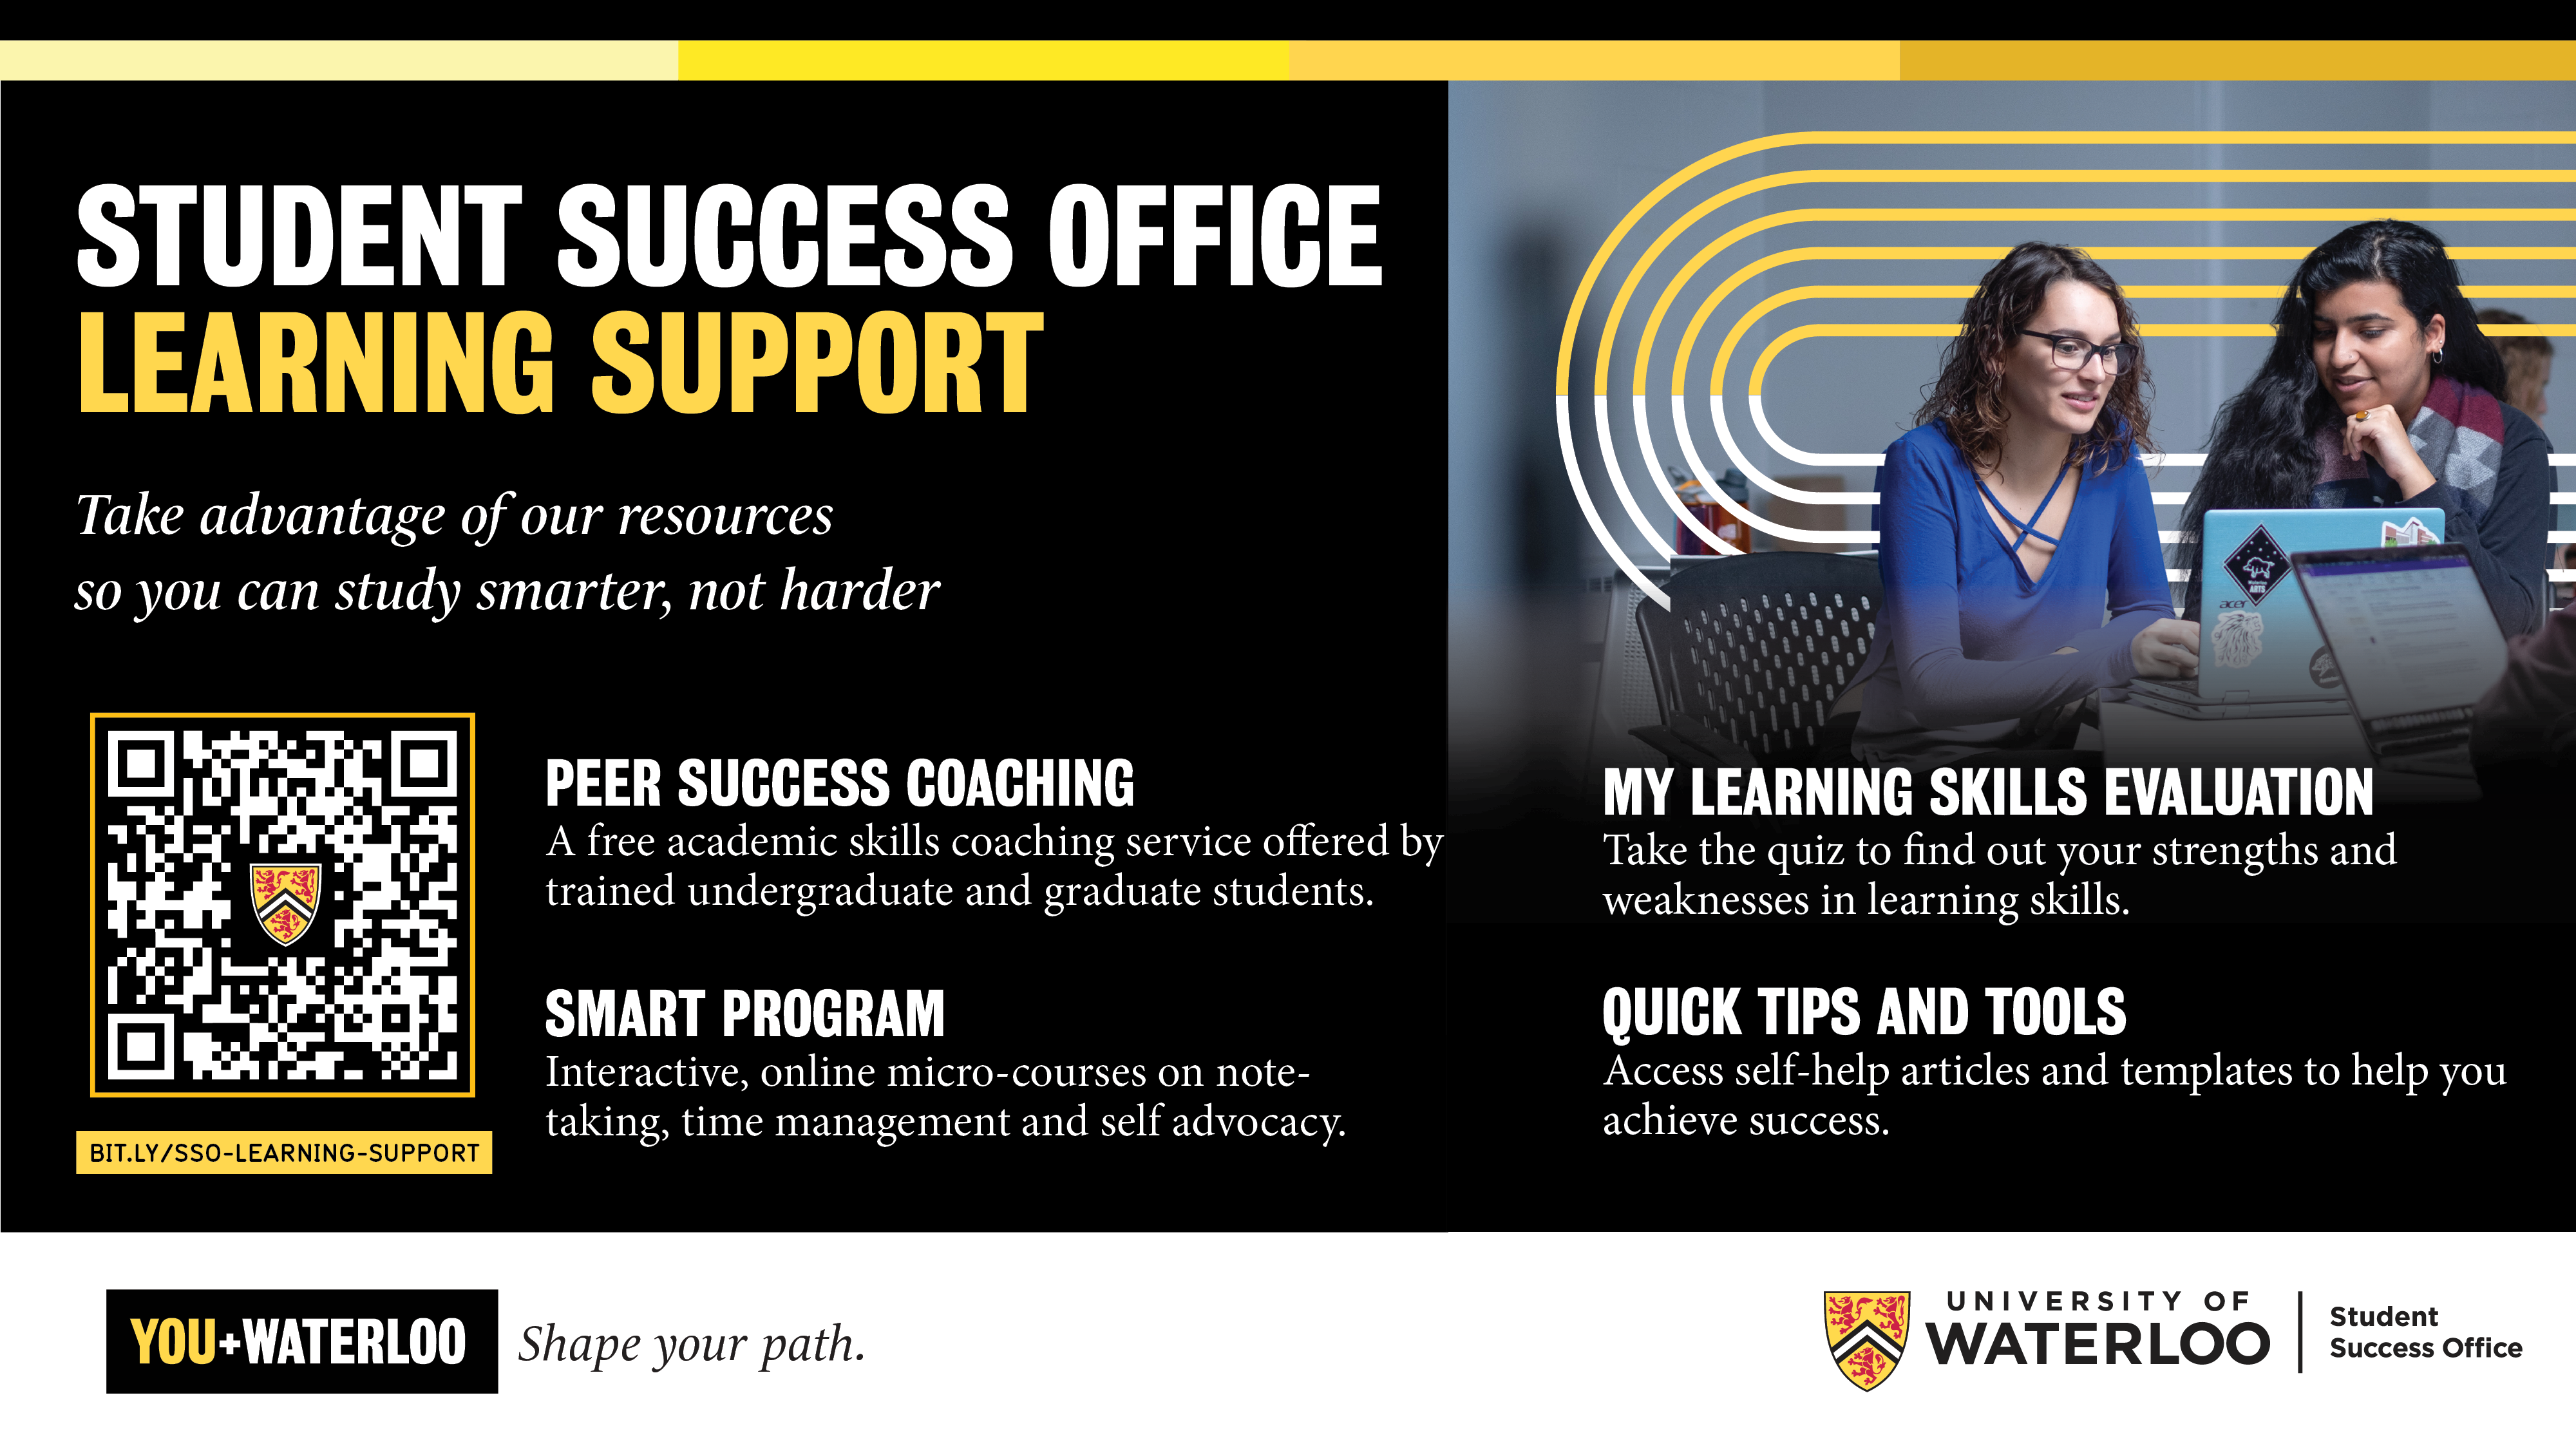 STUDENT SUCCESS OFFICE
LEARNING SUPPORT
Take advantage of our resources
so you can study smarter, not harder
BIT.LY/SSO-LEARNING-SUPPORT
PEER SUCCESS COACHING
A free academic skills coaching service offered by
trained undergraduate and graduate students.
SMART PROGRAM
Interactive, online micro-courses on note-
taking, time management and self advocacy.
acer
MY LEARNING SKILLS EVALUATION
Take the quiz to find out your strengths and
weaknesses in learning skills.
QUICK TIPS AND TOOLS
Access self-help articles and templates to help you
achieve success.
YOU+WATERLOO
Shape your path.
UNIVERSITY OF
WATERLOO
Student
Success Office